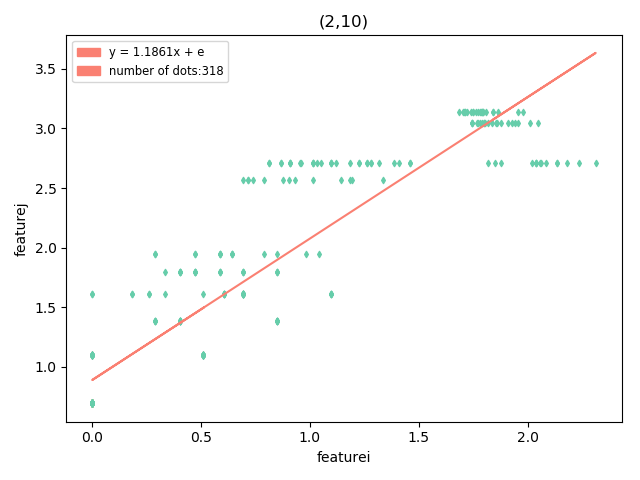 (2,10)
y = 1.1861x + e
number of dots:318
3.5
3.0
2.5
2.0
1.5
1.0
featurej
0.0 0.5 1.0 1.5 2.0
featurei